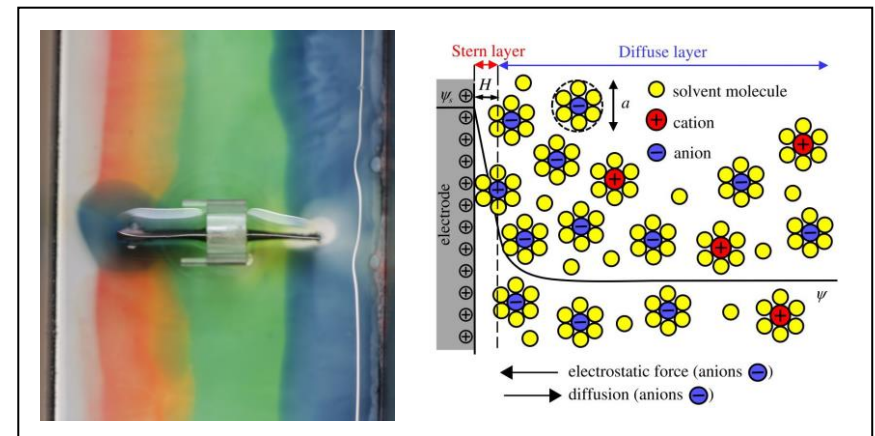 Stern layer
Diffuse layer
H
ψs
a
solvent molecule
cation
anion
electrode
ψ
electrostatic force (anions ⊖)
diffusion (anions ⊖)